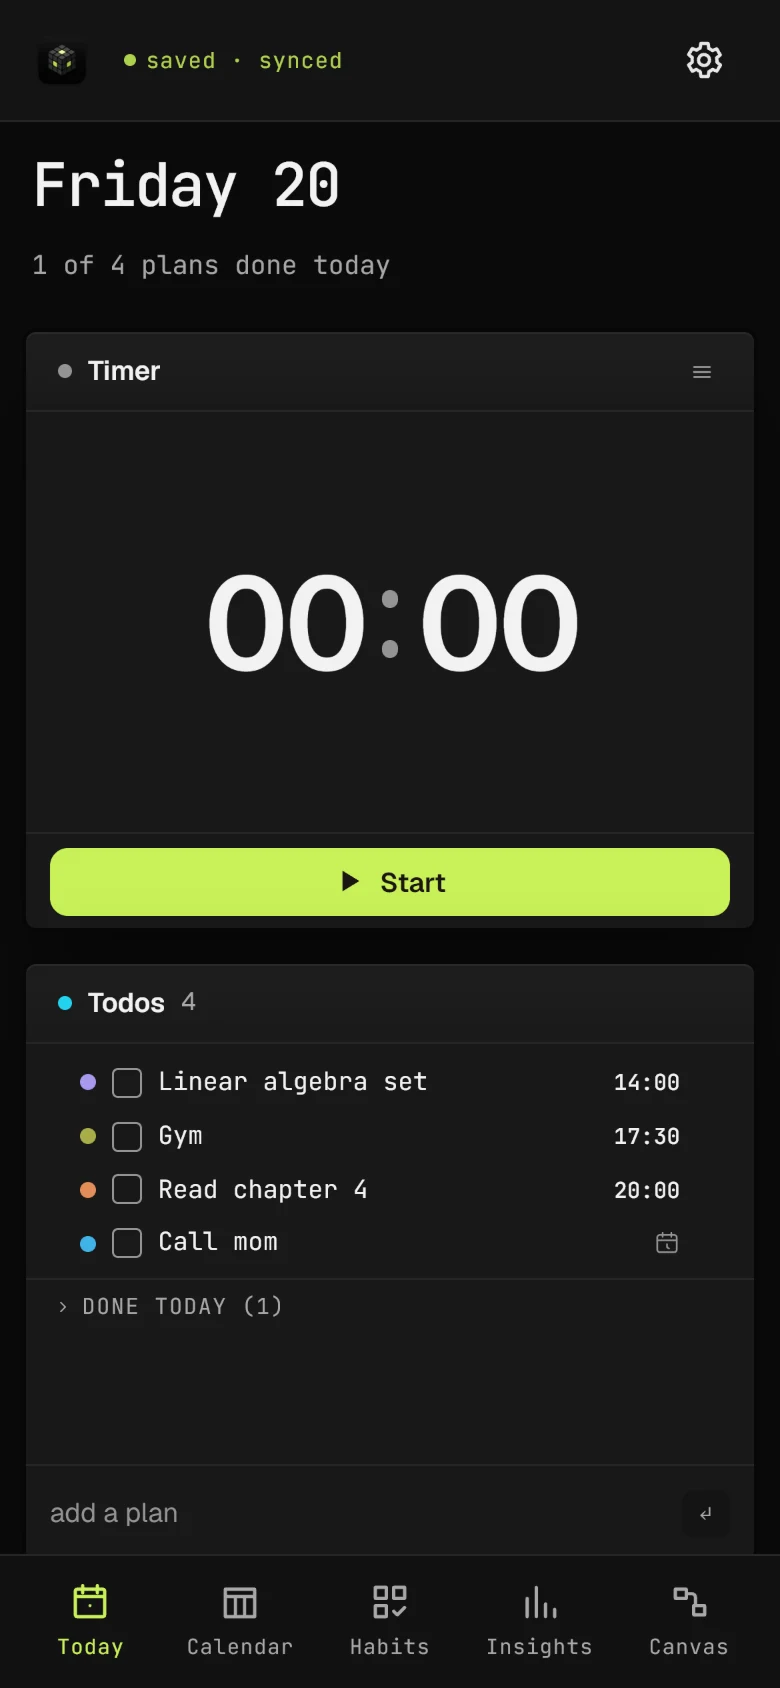 saved · synced
Friday 20
1 of 4 plans done today
Timer
00:00
Start
Todos 4
Linear algebra set 14:00
Gym 17:30
Read chapter 4 20:00
Call mom
› DONE TODAY (1)
add a plan
Today Calendar Habits Insights Canvas